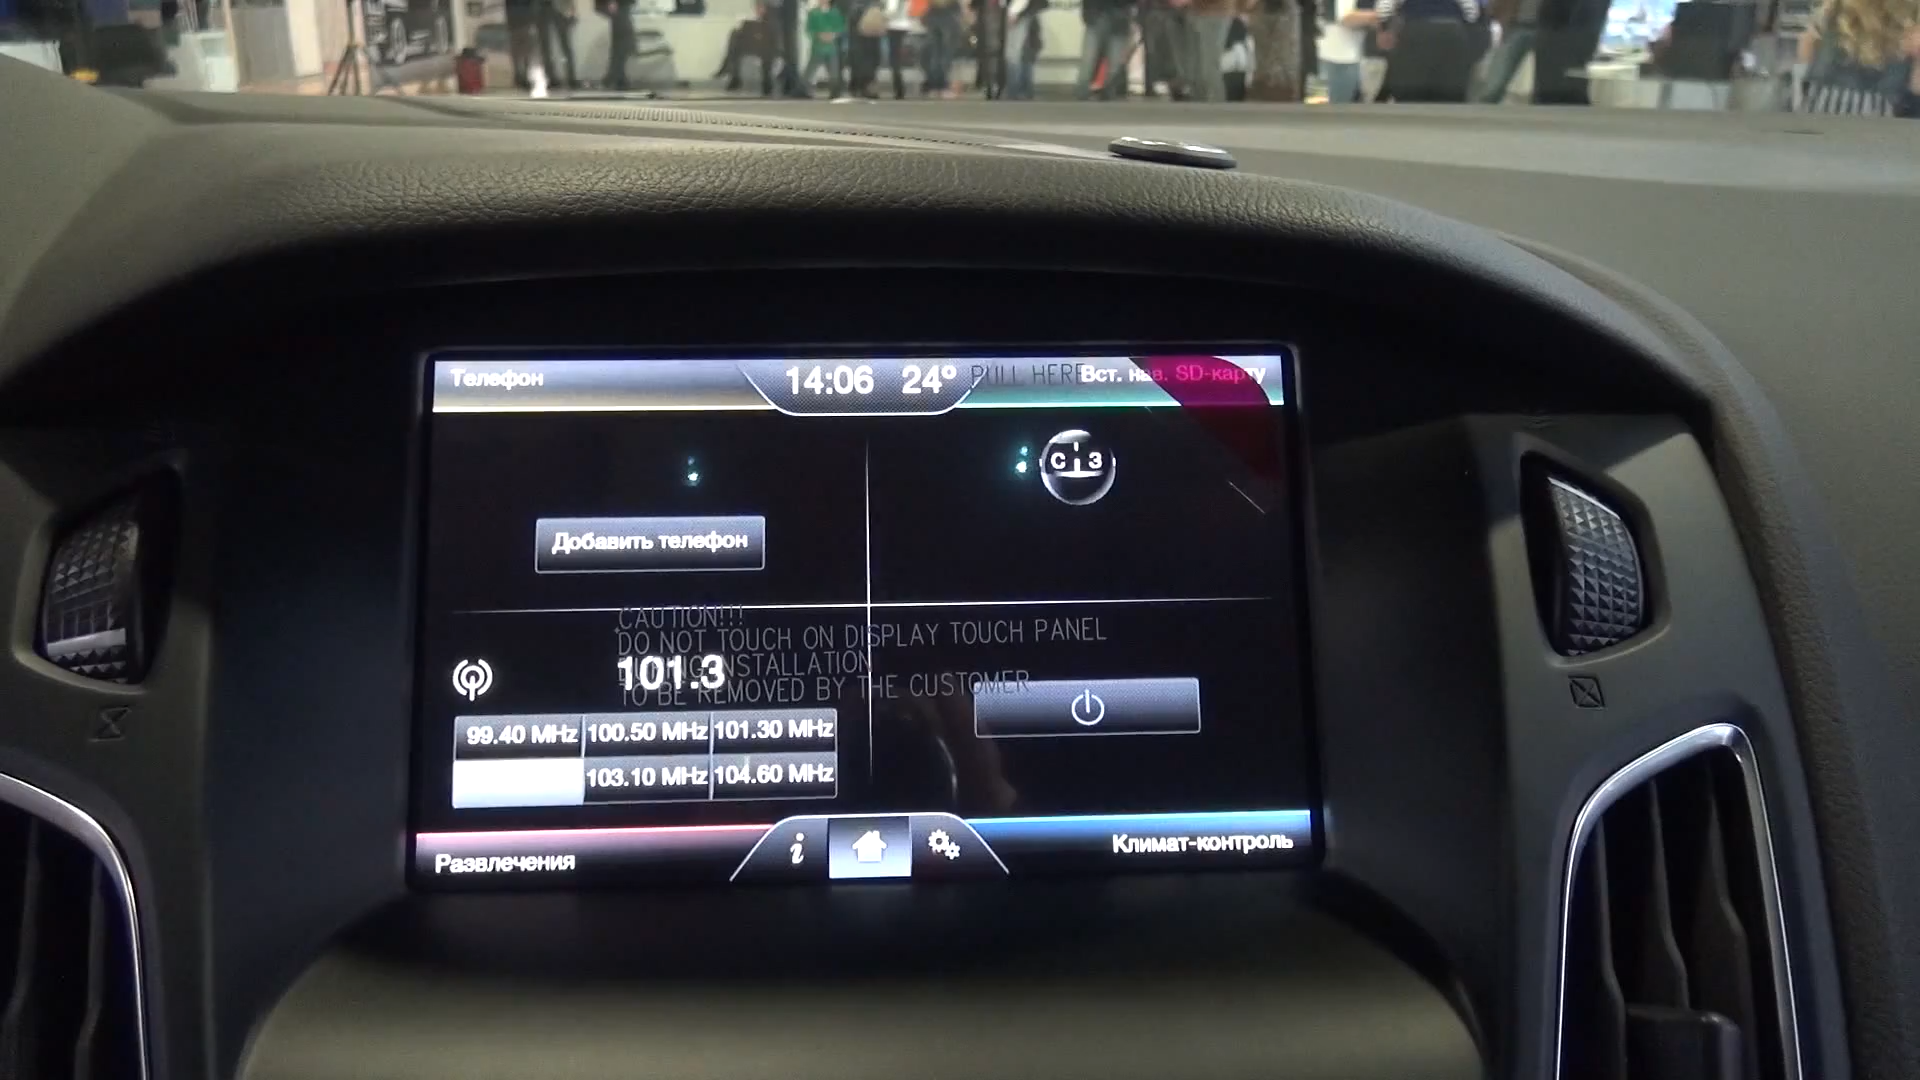 Телефон
14:06 24°
PULL HERE
Вст. нав. SD-карту
С З
Добавить телефон
CAUTION!!!
DO NOT TOUCH ON DISPLAY TOUCH PANEL
DURING INSTALLATION
TO BE REMOVED BY THE CUSTOMER
101.3
99.40 MHz 100.50 MHz 101.30 MHz
103.10 MHz 104.60 MHz
Развлечения
i
Климат-контроль